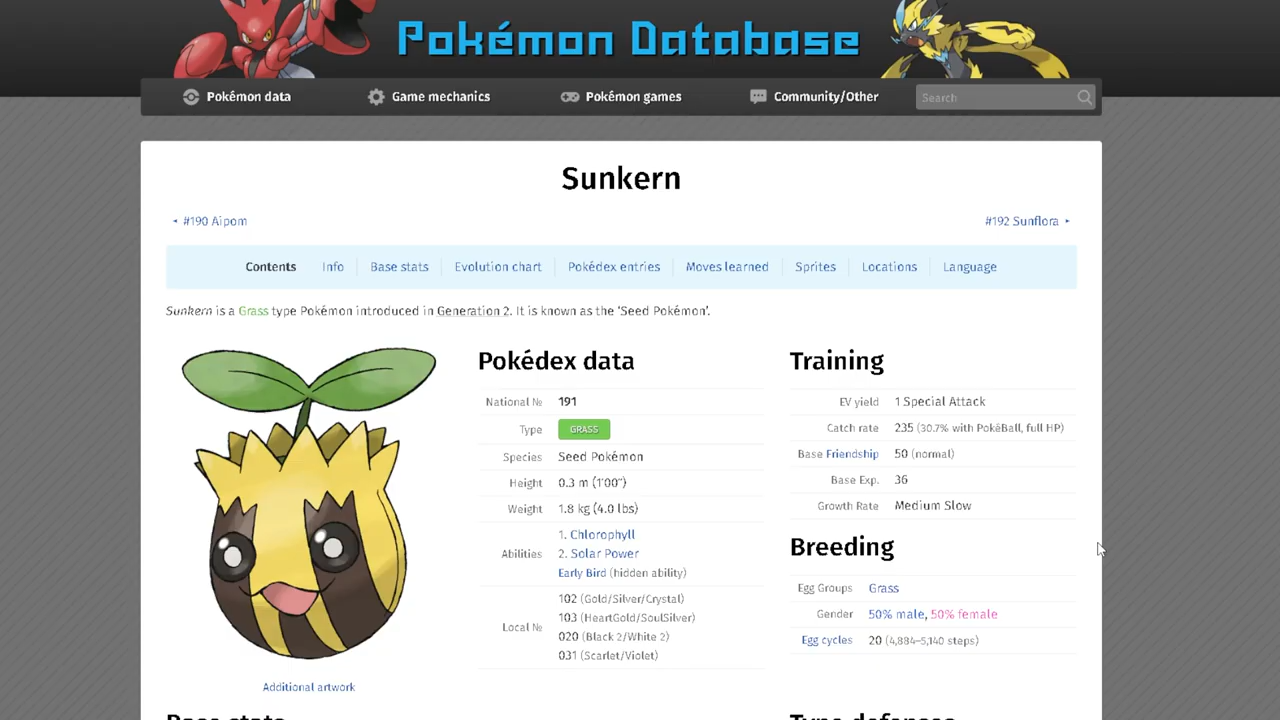 Pokémon Database
Pokémon data
Game mechanics
Pokémon games
Community/Other
Search
Sunkern
#190 Aipom
#192 Sunflora
Contents
Info
Base stats
Evolution chart
Pokédex entries
Moves learned
Sprites
Locations
Language
Sunkern is a Grass type Pokémon introduced in Generation 2. It is known as the ‘Seed Pokémon’.
Additional artwork
Pokédex data
National № 191
Type GRASS
Species Seed Pokémon
Height 0.3 m (1′00″)
Weight 1.8 kg (4.0 lbs)
Abilities
1. Chlorophyll
2. Solar Power
Early Bird (hidden ability)
Local №
102 (Gold/Silver/Crystal)
103 (HeartGold/SoulSilver)
020 (Black 2/White 2)
031 (Scarlet/Violet)
Training
EV yield 1 Special Attack
Catch rate 235 (30.7% with PokéBall, full HP)
Base Friendship 50 (normal)
Base Exp. 36
Growth Rate Medium Slow
Breeding
Egg Groups Grass
Gender 50% male, 50% female
Egg cycles 20 (4,884–5,140 steps)
Base stats
Type defenses